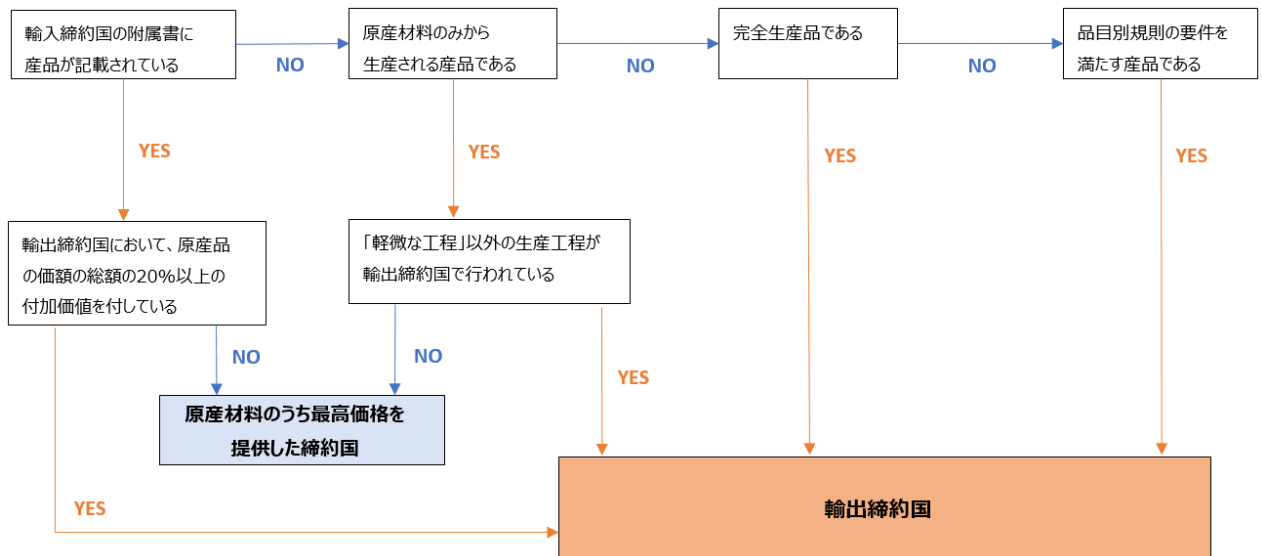 輸入締約国の附属書に
産品が記載されている
NO
原産材料のみから
生産される産品である
NO
完全生産品である
NO
品目別規則の要件を
満たす産品である
YES
YES
YES
YES
輸出締約国において、原産品
の価額の総額の20%以上の
付加価値を付している
「軽微な工程」以外の生産工程が
輸出締約国で行われている
NO
NO
YES
原産材料のうち最高価格を
提供した締約国
YES
輸出締約国